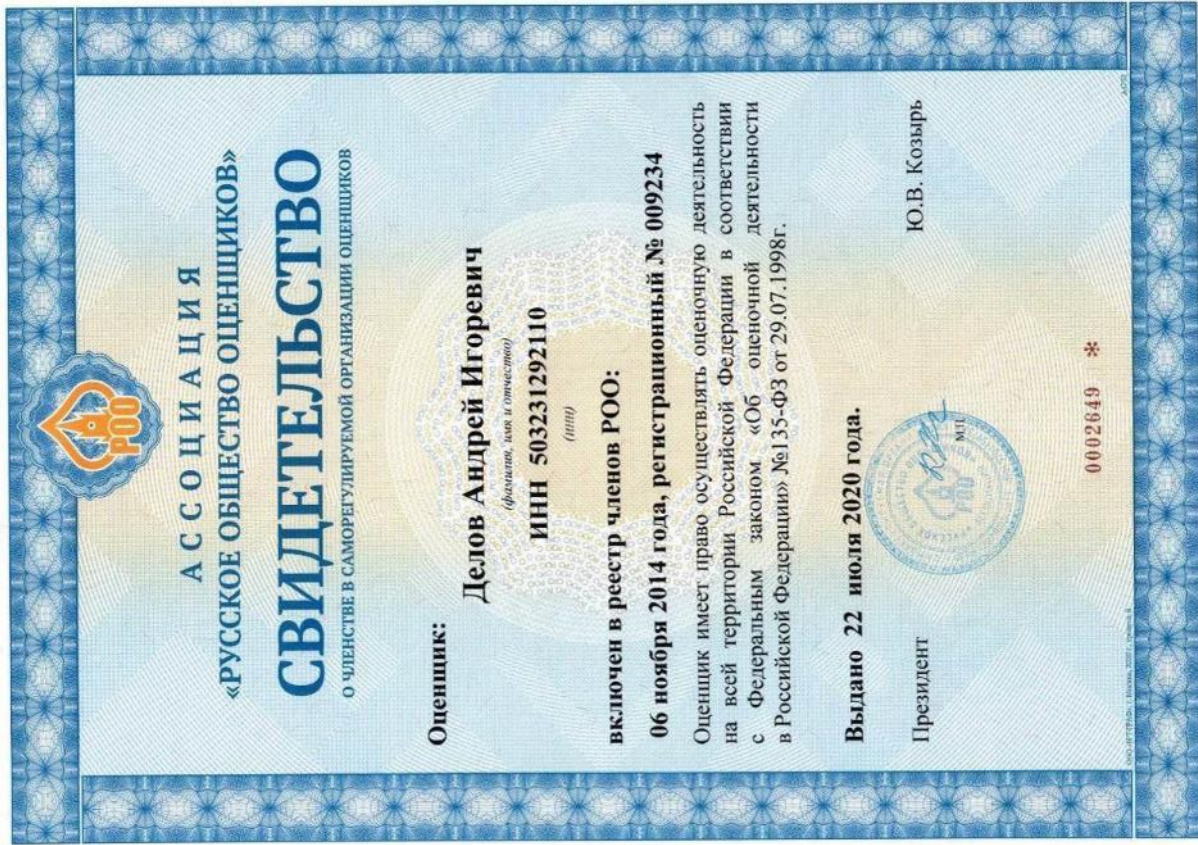 РОО
АССОЦИАЦИЯ
«РУССКОЕ ОБЩЕСТВО ОЦЕНЩИКОВ»
СВИДЕТЕЛЬСТВО
О ЧЛЕНСТВЕ В САМОРЕГУЛИРУЕМОЙ ОРГАНИЗАЦИИ ОЦЕНЩИКОВ
Оценщик:
Делов Андрей Игоревич
(фамилия, имя и отчество)
ИНН 503231292110
(инн)
включен в реестр членов РОО:
06 ноября 2014 года, регистрационный № 009234
Оценщик имеет право осуществлять оценочную деятельность
на всей территории Российской Федерации в соответствии
с Федеральным законом «Об оценочной деятельности
в Российской Федерации» №135-ФЗ от 29.07.1998г.
Выдано 22 июля 2020 года.
Президент
М.П.
Ю.В. Козырь
РОО
0002649 *